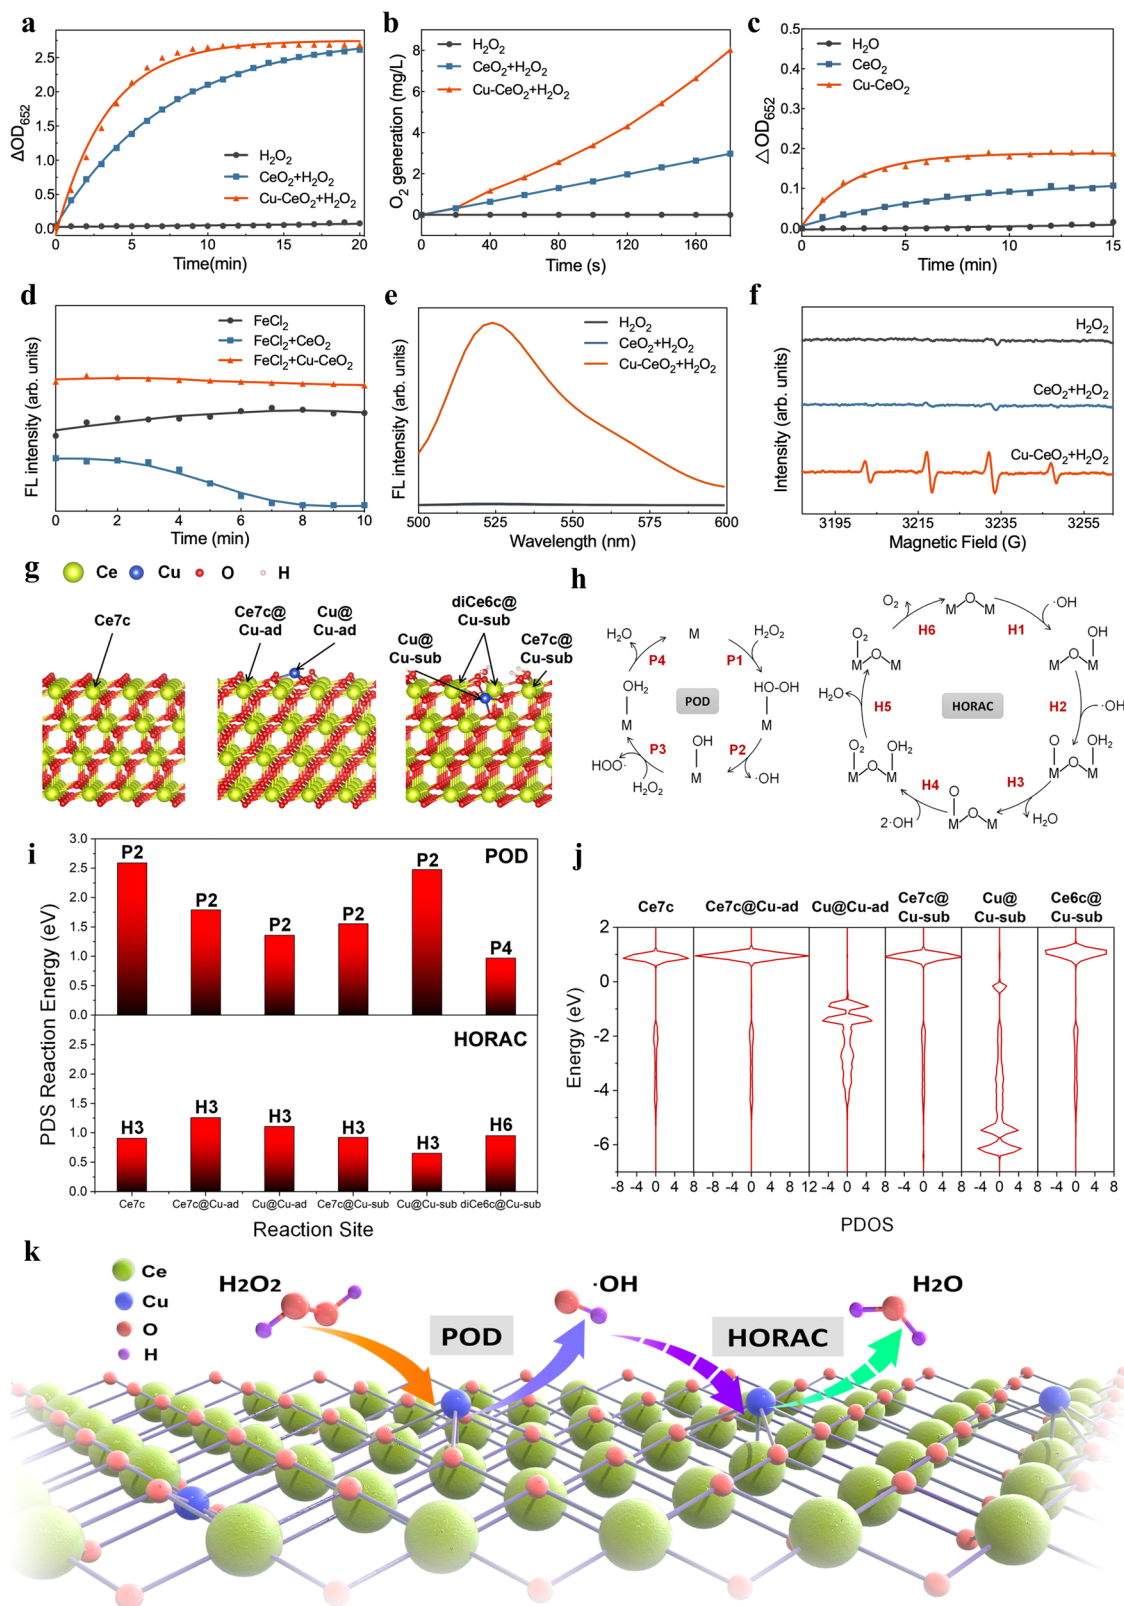 a
2.5
2.0
1.5
1.0
0.5
0.0
ΔOD652
H2O2
CeO2+H2O2
Cu-CeO2+H2O2
0 5 10 15 20
Time(min)
b
8
6
4
2
0
O2 generation (mg/L)
H2O2
CeO2+H2O2
Cu-CeO2+H2O2
0 40 80 120 160
Time (s)
c
0.5
0.4
0.3
0.2
0.1
0.0
△OD652
H2O
CeO2
Cu-CeO2
0 5 10 15
Time (min)
d
FL intensity (arb. units)
FeCl2
FeCl2+CeO2
FeCl2+Cu-CeO2
0 2 4 6 8 10
Time (min)
e
FL intensity (arb. units)
H2O2
CeO2+H2O2
Cu-CeO2+H2O2
500 525 550 575 600
Wavelength (nm)
f
Intensity (arb. units)
H2O2
CeO2+H2O2
Cu-CeO2+H2O2
3195 3215 3235 3255
Magnetic Field (G)
g
Ce Cu O H
Ce7c
Ce7c@
Cu-ad
Cu@
Cu-ad
diCe6c@
Cu-sub
Cu@
Cu-sub
Ce7c@
Cu-sub
h
M
H2O
H2O2
P4
P1
OH2
M
POD
HO-OH
M
P3
P2
HOO·
H2O2
OH
M
·OH
O2
M O M
·OH
H6
H1
O2
M O M
OH
M O M
H2O
H5
HORAC
H2
·OH
O2 OH2
M O M
O OH2
M O M
H4
H3
2·OH
O
M O M
H2O
i
PDS Reaction Energy (eV)
3.0
2.5
2.0
1.5
1.0
0.5
0.0
POD
P2
P2
P2
P2
P2
P4
2.5
2.0
1.5
1.0
0.5
0.0
HORAC
H3
H3
H3
H3
H3
H6
Ce7c Ce7c@Cu-ad Cu@Cu-ad Ce7c@Cu-sub Cu@Cu-sub diCe6c@Cu-sub
Reaction Site
j
Ce7c
Ce7c@Cu-ad
Cu@Cu-ad
Ce7c@
Cu-sub
Cu@
Cu-sub
Ce6c@
Cu-sub
2
0
-2
-4
-6
Energy (eV)
-8 -4 0 4 8 -4 0 4 8 12 -4 0 4 8 -4 0 4 8 -4 0 4 8 -4 0 4 8
PDOS
k
Ce
Cu
O
H
H2O2
POD
·OH
HORAC
H2O